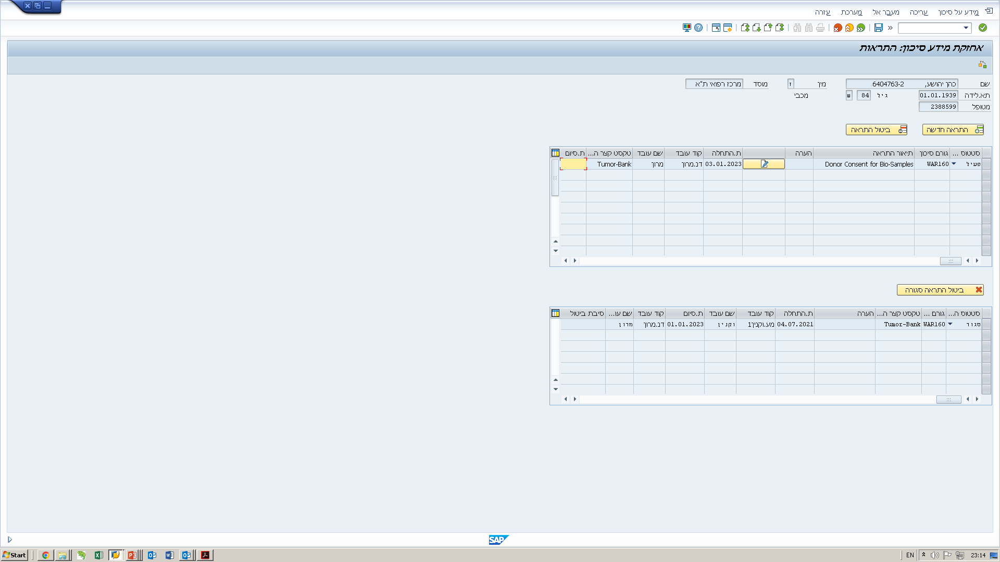 מידע על סיכון עריכה מעבר אל מערכת עזרה
אחזקת מידע סיכון: התראות
שם כהן יהושע, 6404763-2 מין ז מוסד מרכז רפואי ת"א
תא.לידה 01.01.1939 גיל 84 ש מכבי
מטופל 2388599
התראה חדשה ביטול התראה
סטטוס ... גורם סיכון תיאור התראה הערה ת.התחלה קוד עובד שם עובד טקסט קצר ה... ת.סיום
פעיל WAR160 Donor Consent for Bio-Samples 03.01.2023 דנ.מרון מרון Tumor-Bank
ביטול התראה סגורה
סטטוס ה... גורם ... טקסט קצר ה... הערה ת.התחלה קוד עובד שם עובד ת.סיום קוד עובד שם עו... סיבת ביטול
סגור WAR160 Tumor-Bank 04.07.2021 מע.וקנין1 וקנין 01.01.2023 דנ.מרון מרון
SAP
Start EN 23:14